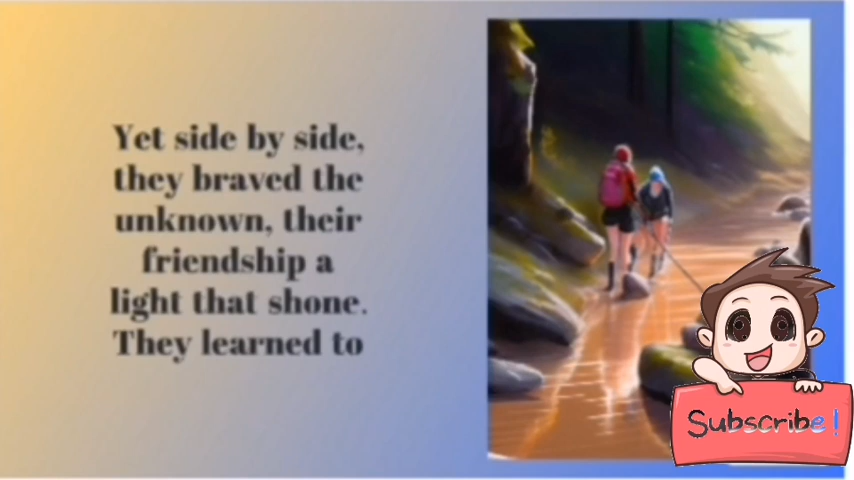 Yet side by side,
they braved the
unknown, their
friendship a
light that shone.
They learned to
Subscribe!